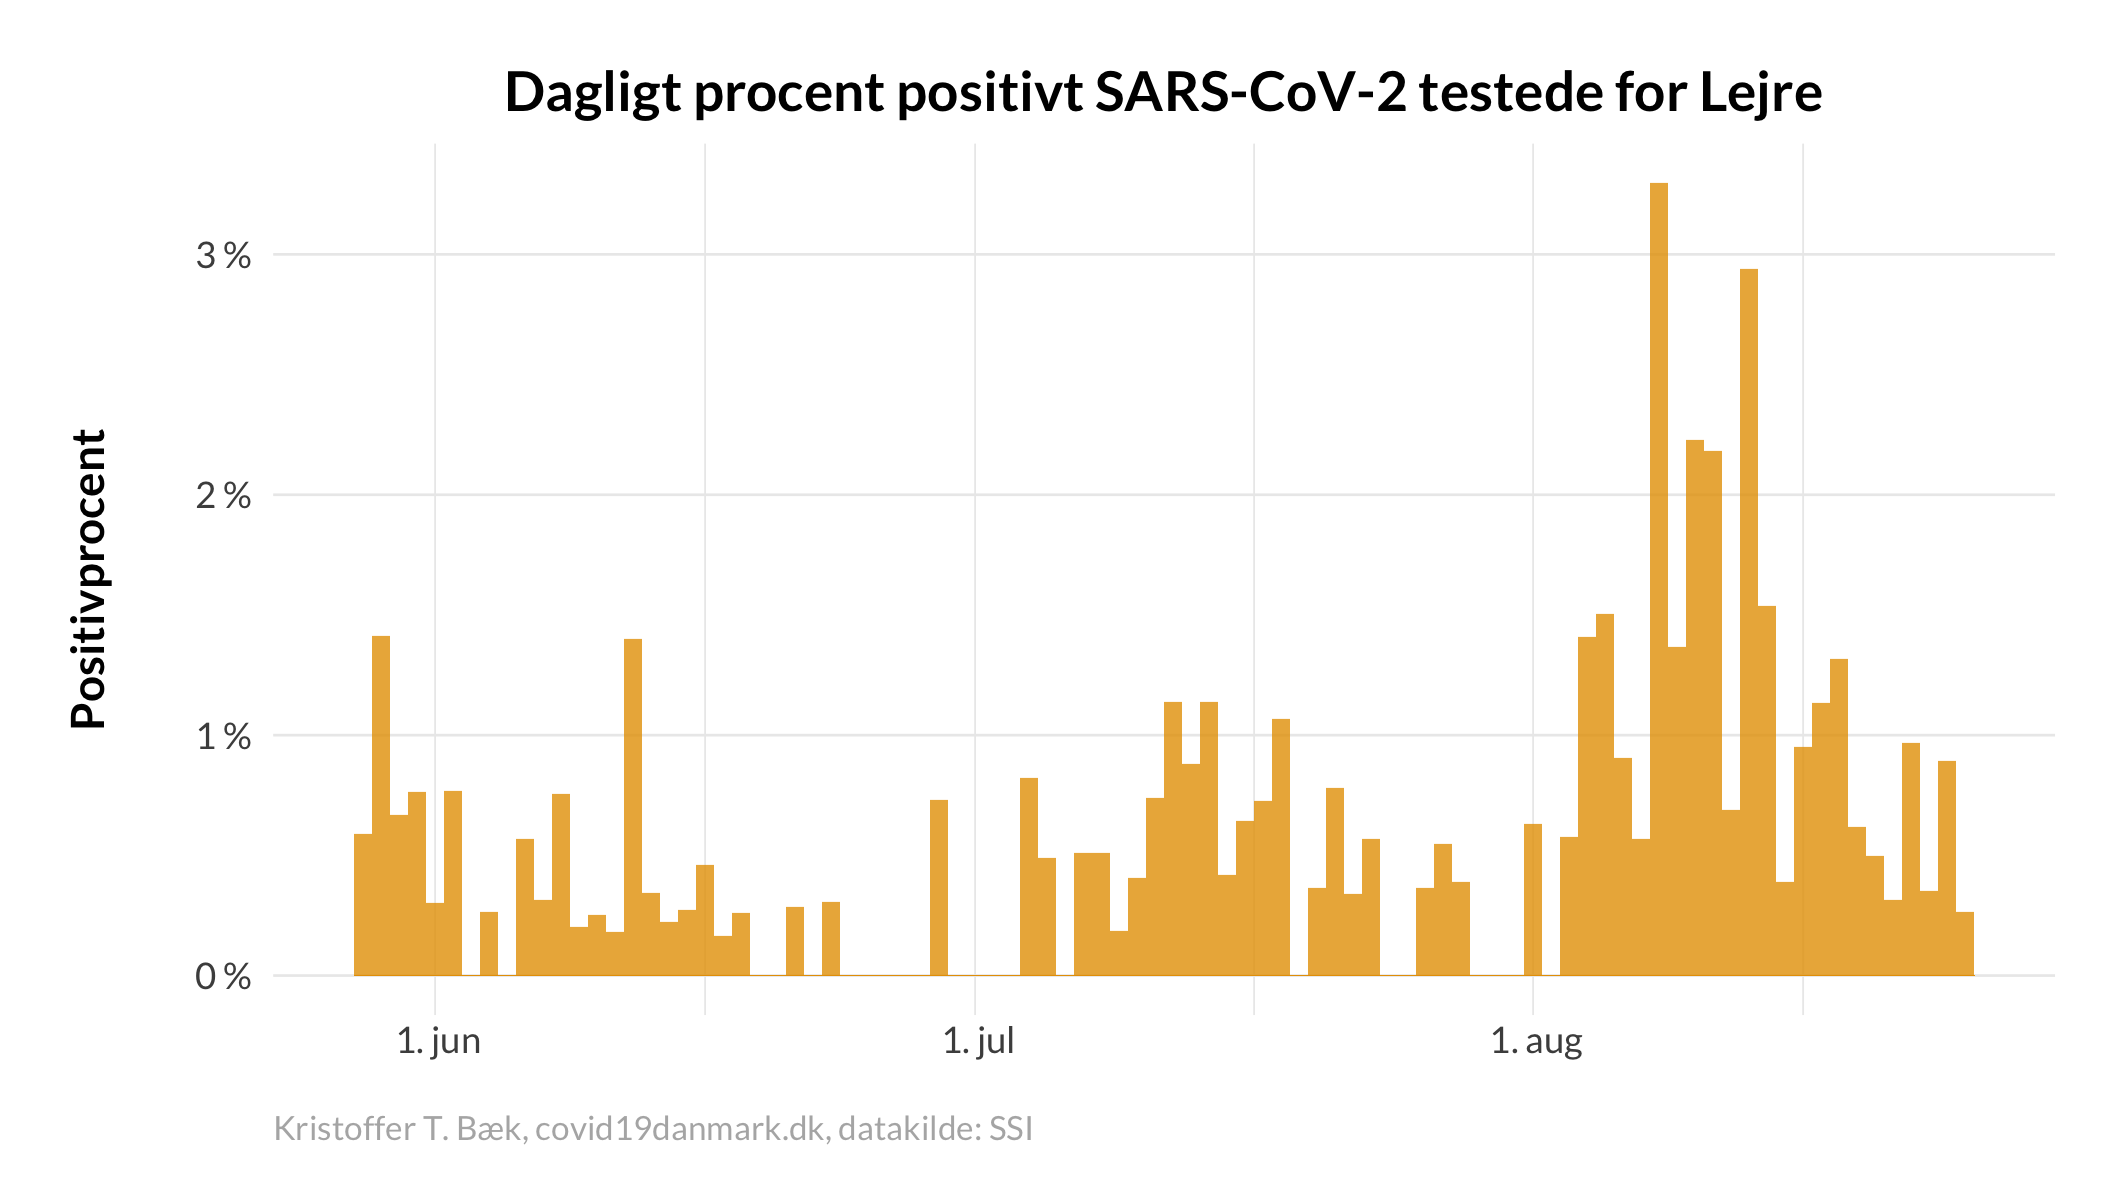 Dagligt procent positivt SARS-CoV-2 testede for Lejre
Positivprocent
3 %
2 %
1 %
0 %
1. jun
1. jul
1. aug
Kristoffer T. Bæk, covid19danmark.dk, datakilde: SSI